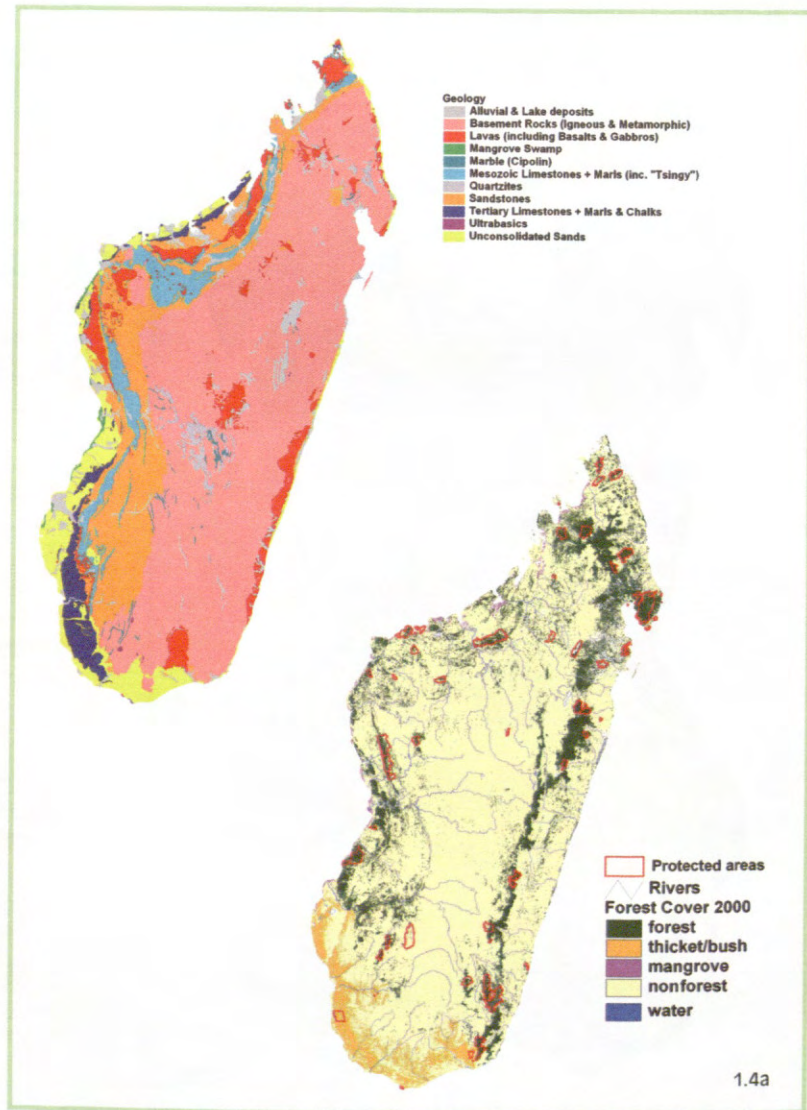 Geology
Alluvial & Lake deposits
Basement Rocks (Igneous & Metamorphic)
Lavas (including Basalts & Gabbros)
Mangrove Swamp
Marble (Cipolin)
Mesozoic Limestones + Marls (inc. "Tsingy")
Quartzites
Sandstones
Tertiary Limestones + Marls & Chalks
Ultrabasics
Unconsolidated Sands
Protected areas
Rivers
Forest Cover 2000
forest
thicket/bush
mangrove
nonforest
water
1.4a